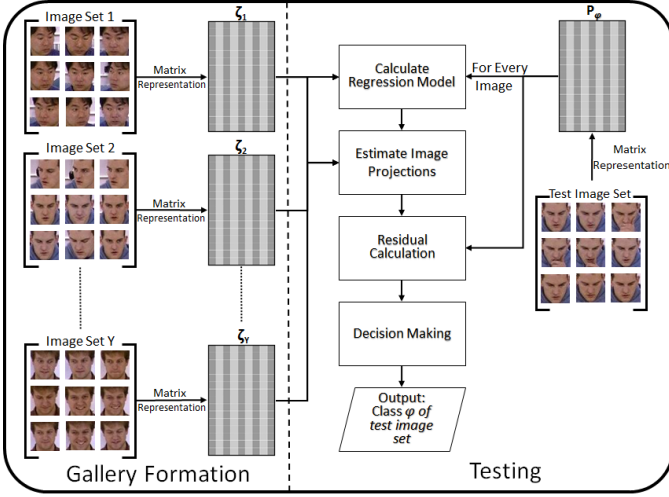 Image Set 1
Matrix
Representation
ζ1
Image Set 2
Matrix
Representation
ζ2
Image Set Y
Matrix
Representation
ζY
Gallery Formation
Calculate
Regression Model
Estimate Image
Projections
Residual
Calculation
Decision Making
Output:
Class φ of
test image
set
For Every
Image
Pφ
Matrix
Representation
Test Image Set
Testing